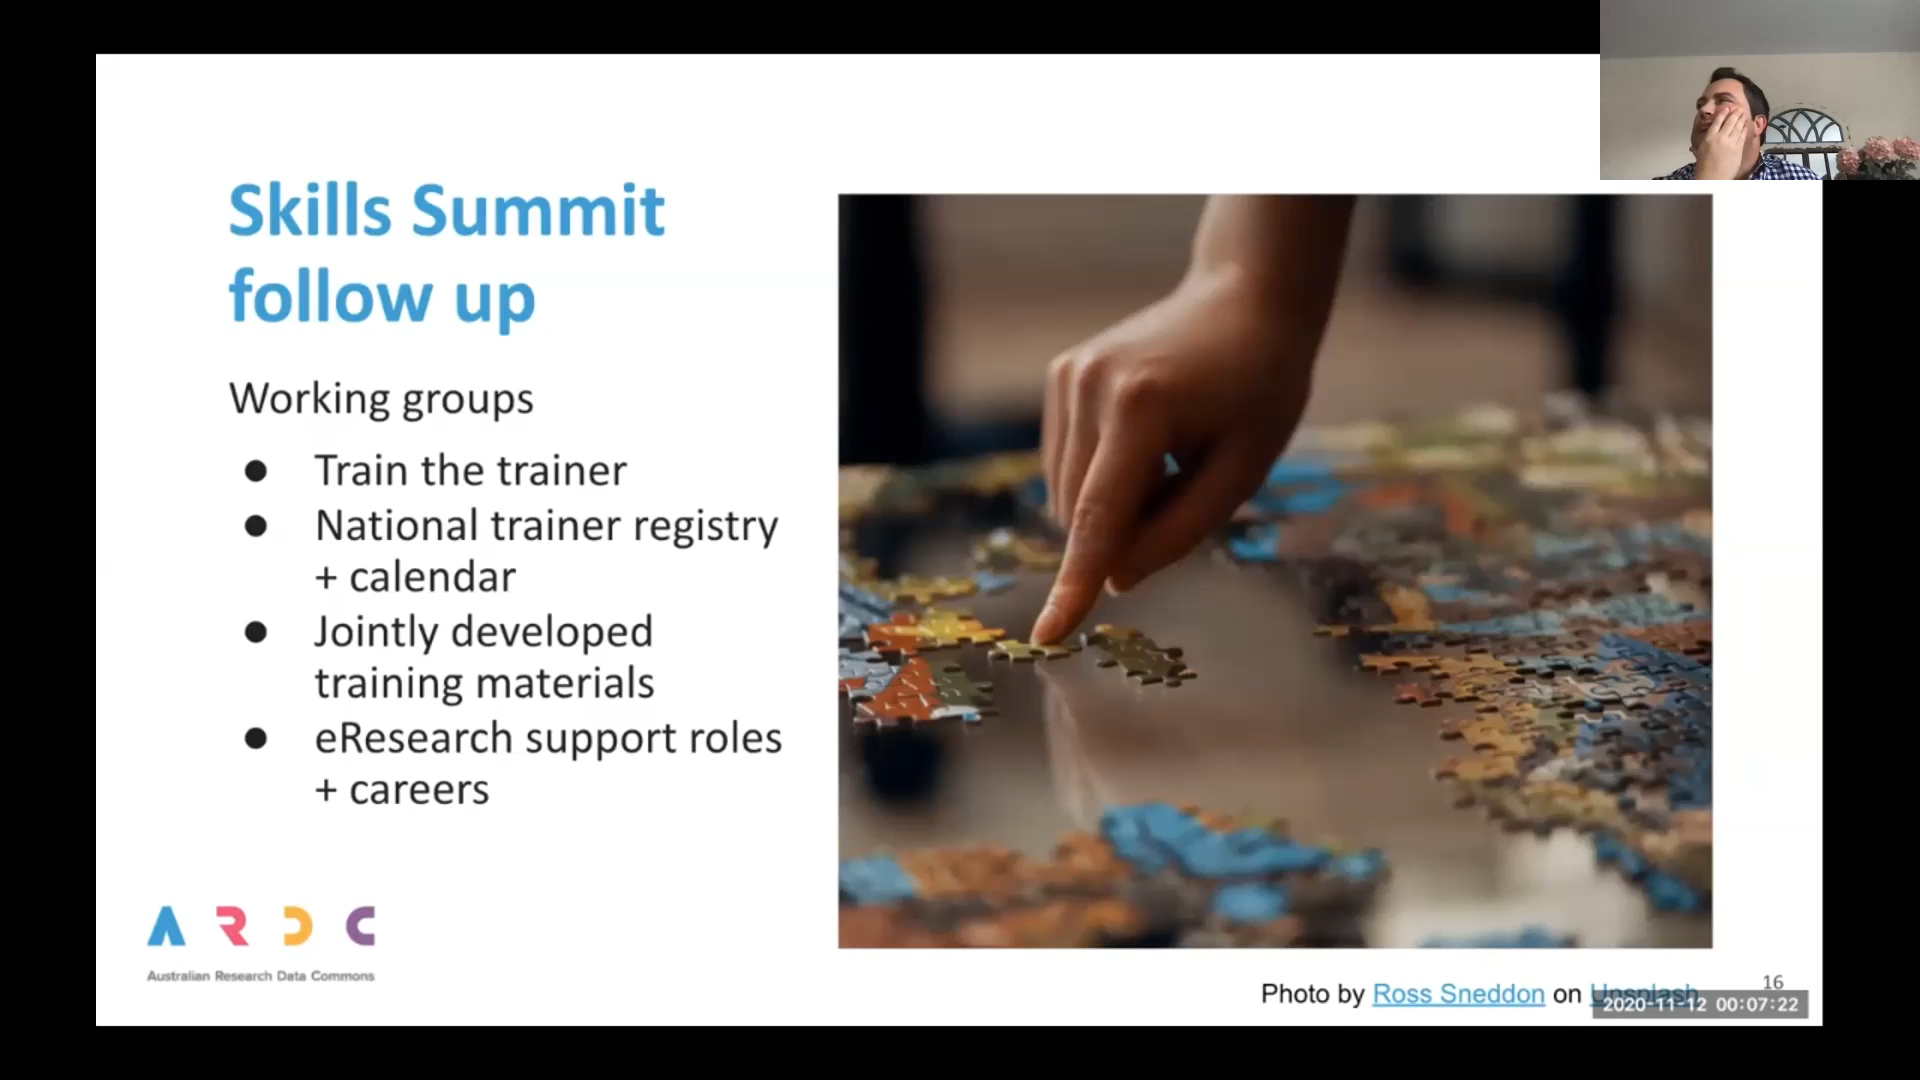 Skills Summit
follow up
Working groups
● Train the trainer
● National trainer registry
+ calendar
● Jointly developed
training materials
● eResearch support roles
+ careers
A R D C
Australian Research Data Commons
Photo by Ross Sneddon on Unsplash
16
2020-11-12 00:07:22